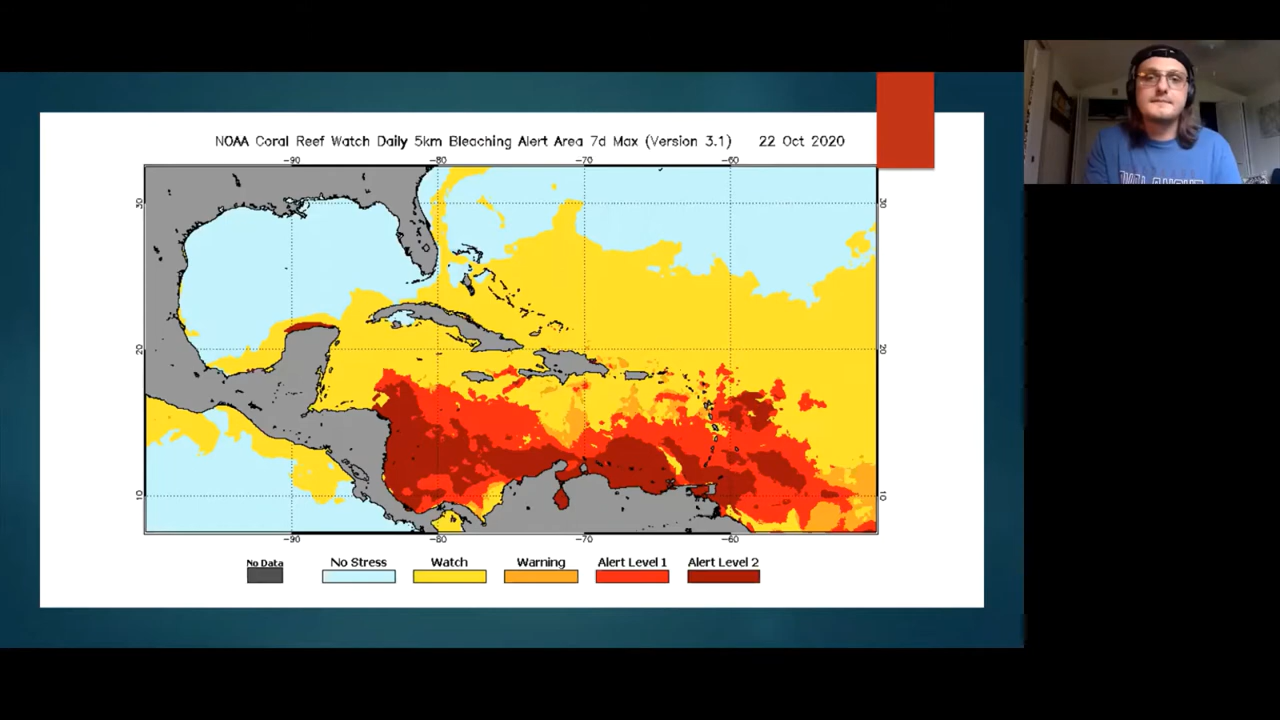 NOAA Coral Reef Watch Daily 5km Bleaching Alert Area 7d Max (Version 3.1) 22 Oct 2020
-90 -80 -70 -60
30 30
20 20
10 10
-90 -80 -70 -60
No Data No Stress Watch Warning Alert Level 1 Alert Level 2